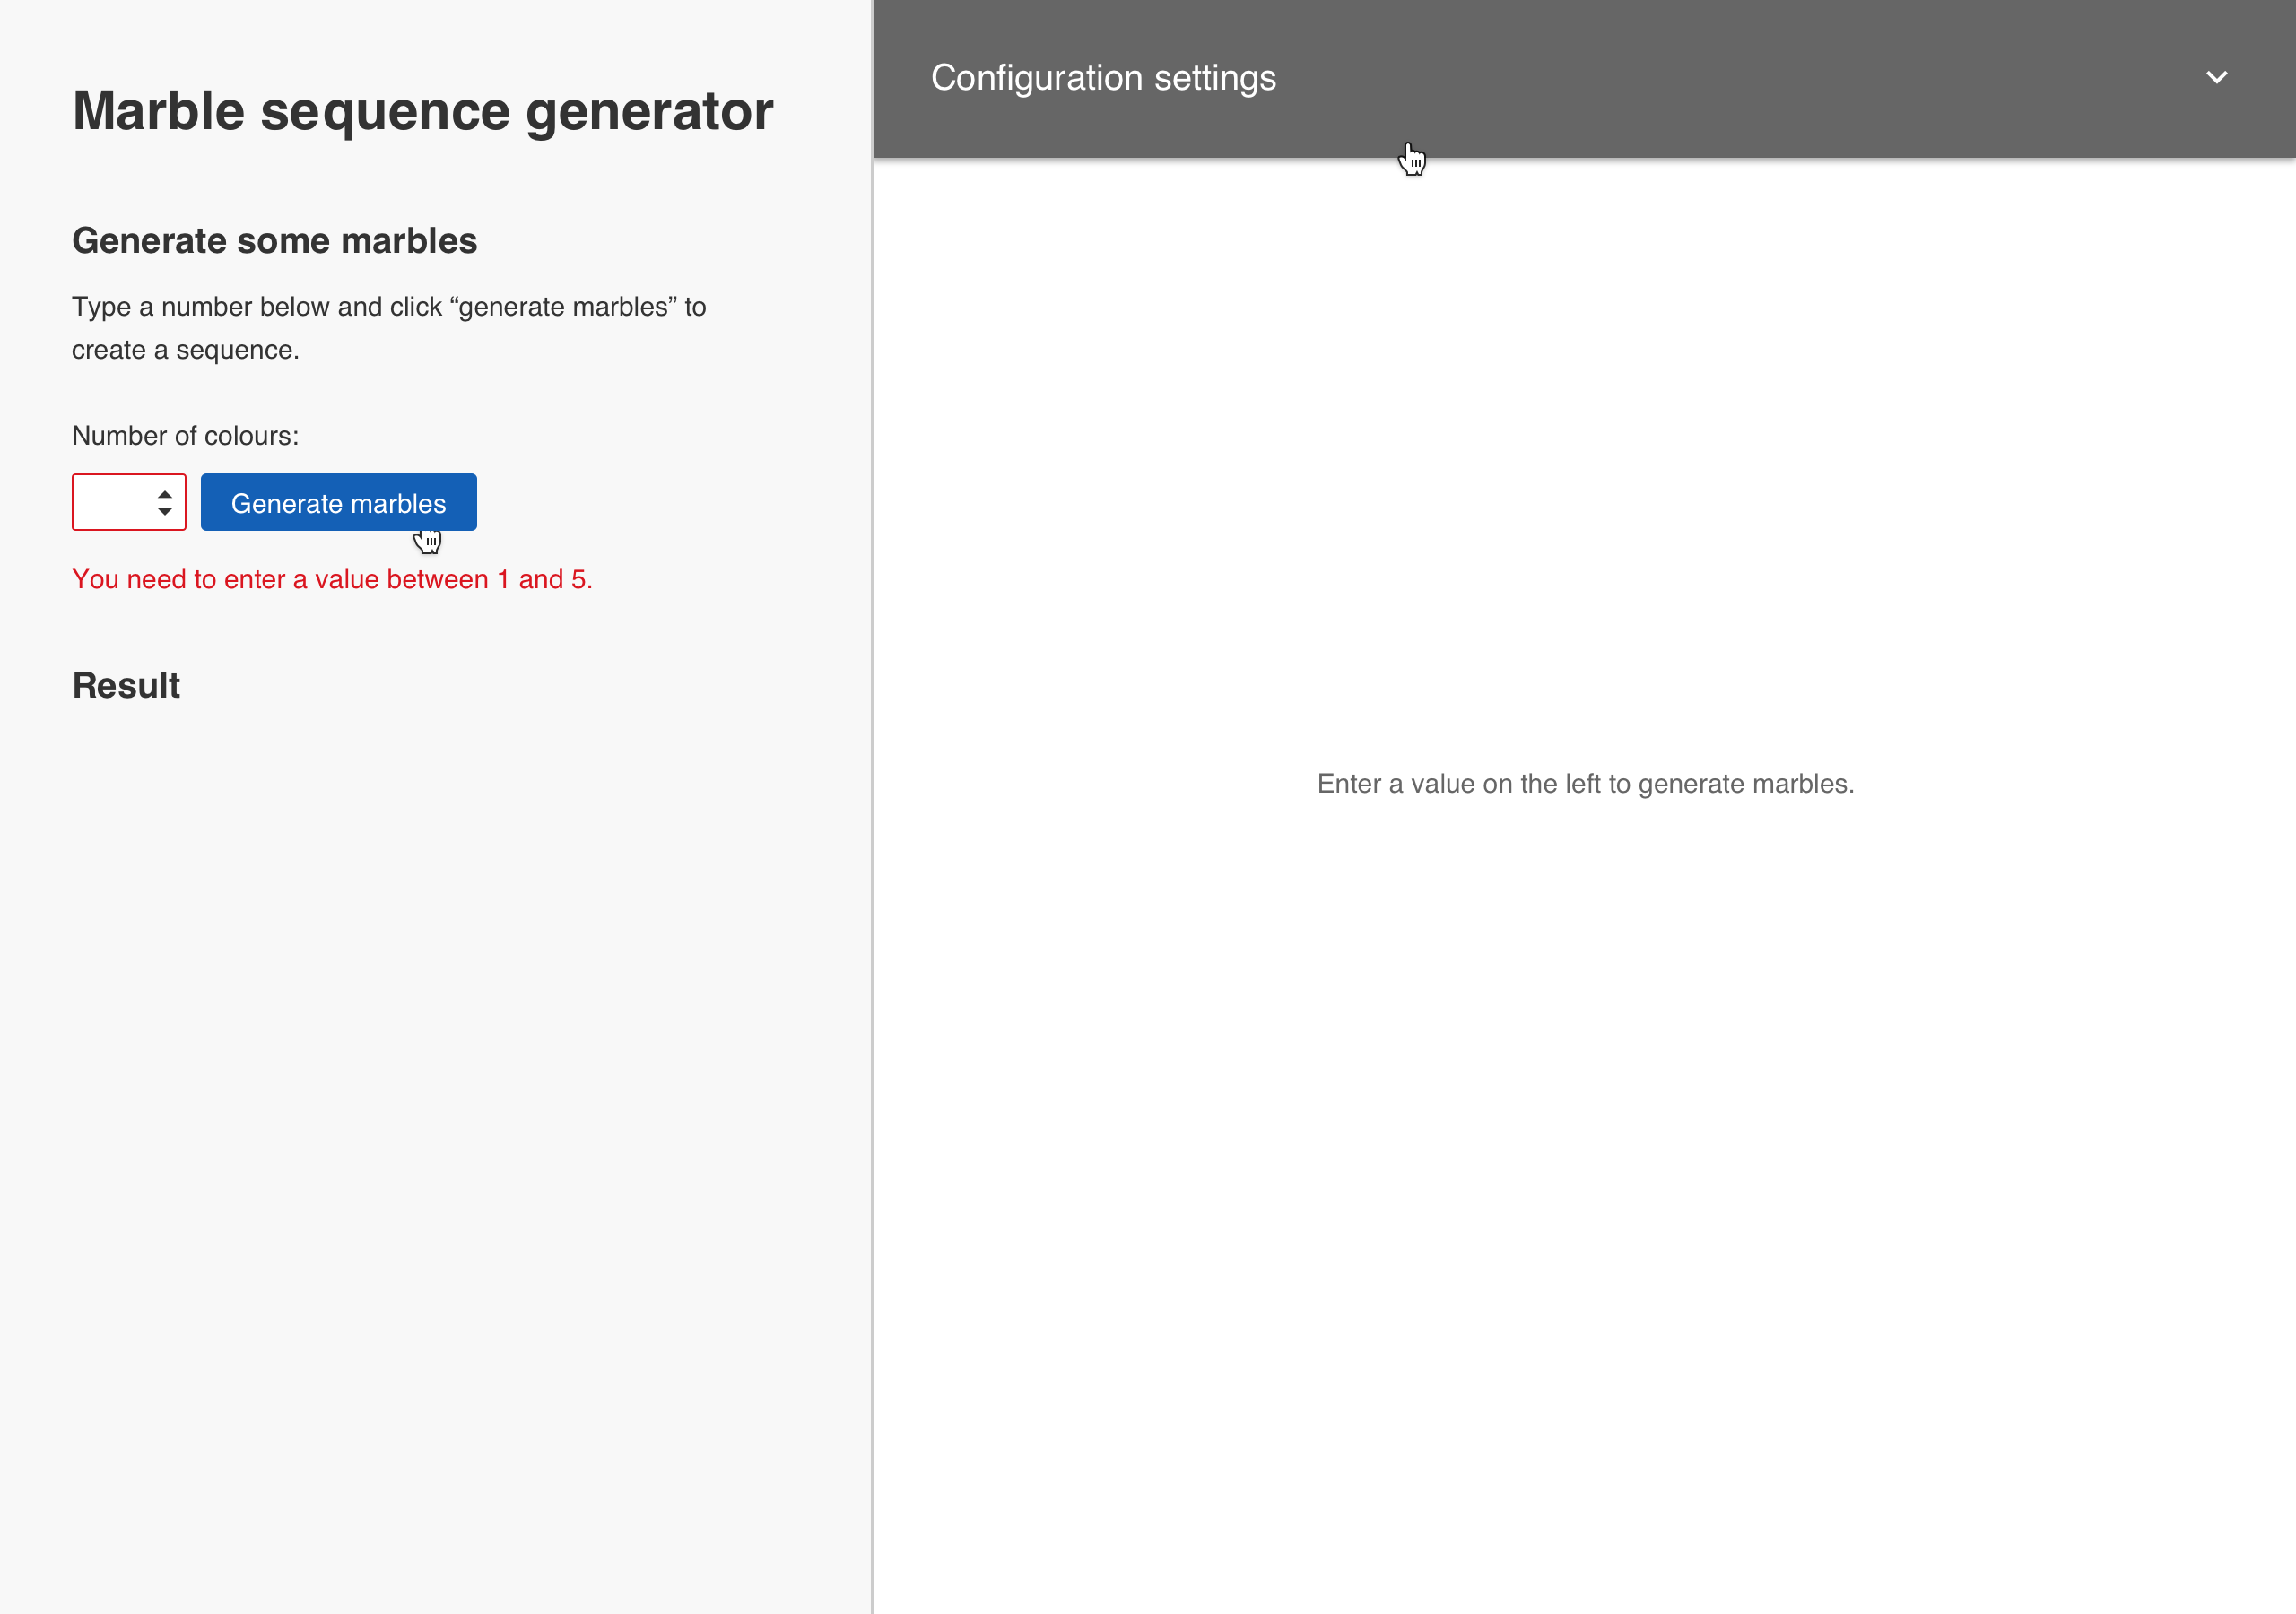 Marble sequence generator
Generate some marbles
Type a number below and click “generate marbles” to
create a sequence.
Number of colours:
Generate marbles
You need to enter a value between 1 and 5.
Result
Configuration settings
Enter a value on the left to generate marbles.